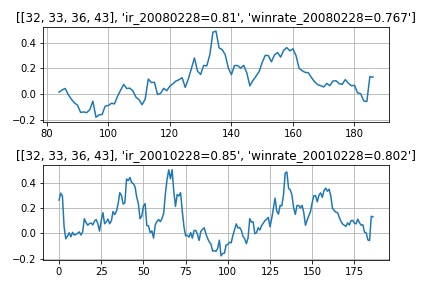 [[32, 33, 36, 43], 'ir_20080228=0.81', 'winrate_20080228=0.767']
0.4
0.2
0.0
−0.2
80 100 120 140 160 180
[[32, 33, 36, 43], 'ir_20010228=0.85', 'winrate_20010228=0.802']
0.4
0.2
0.0
−0.2
0 25 50 75 100 125 150 175